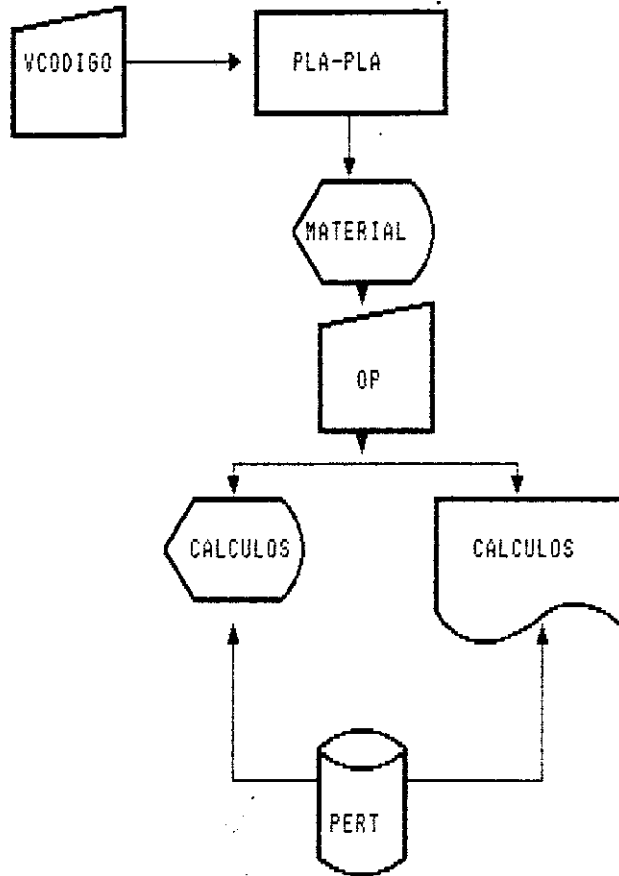 VCODIGO
PLA-PLA
MATERIAL
OP
CALCULOS
CALCULOS
PERT